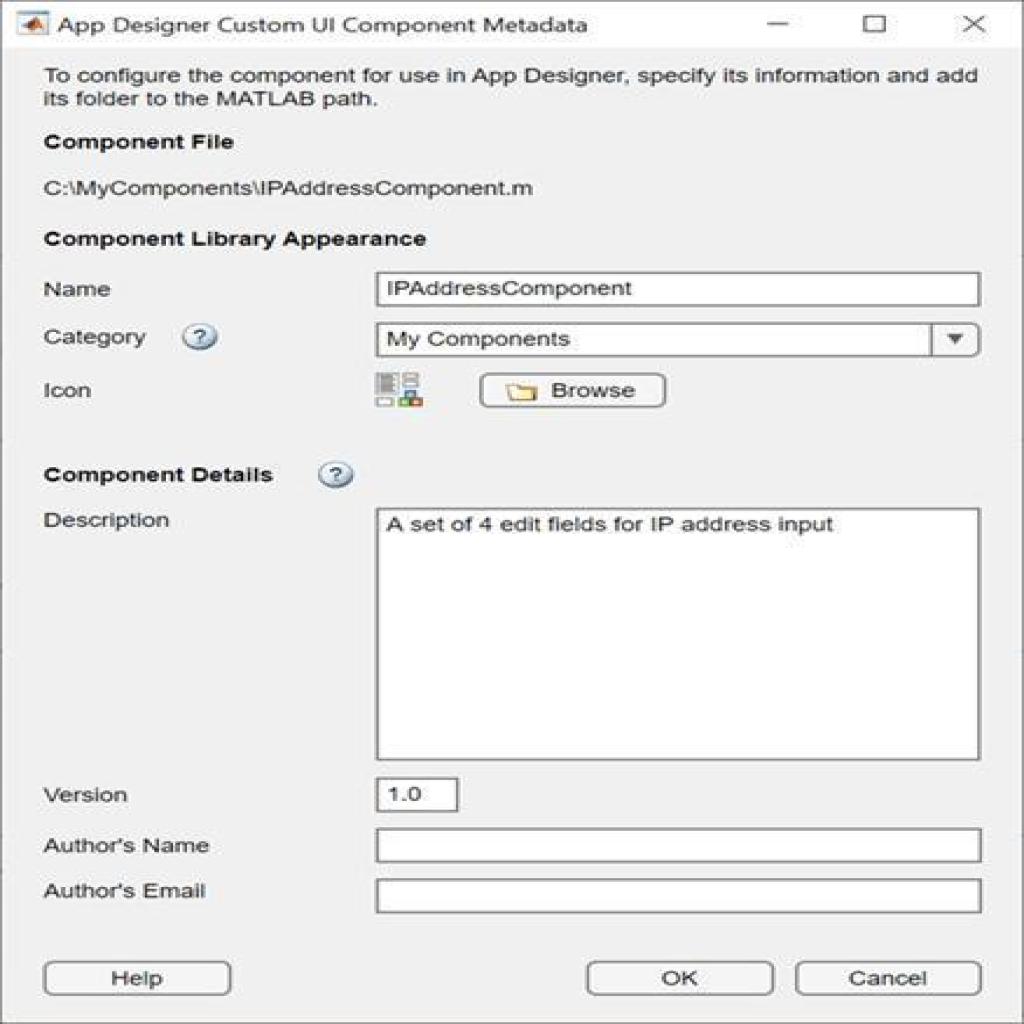 App Designer Custom UI Component Metadata
To configure the component for use in App Designer, specify its information and add
its folder to the MATLAB path.
Component File
C:\MyComponents\IPAddressComponent.m
Component Library Appearance
Name IPAddressComponent
Category ? My Components
Icon Browse
Component Details ?
Description A set of 4 edit fields for IP address input
Version 1.0
Author's Name
Author's Email
Help OK Cancel